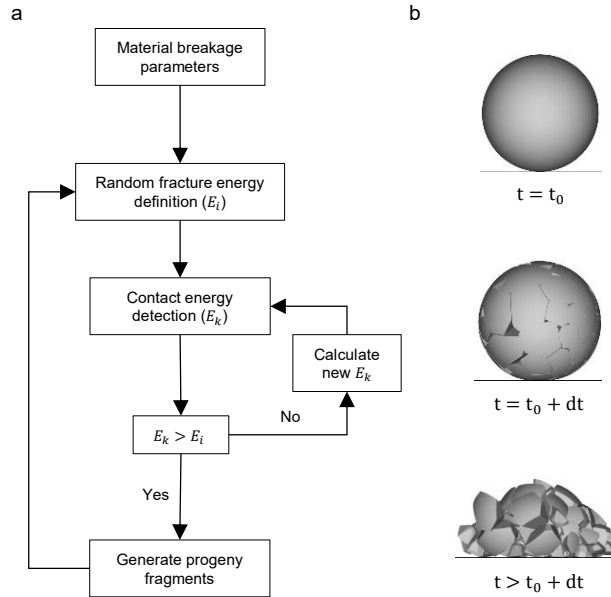 a
Material breakage
parameters
Random fracture energy
definition (E_i)
Contact energy
detection (E_k)
Calculate
new E_k
E_k > E_i
No
Yes
Generate progeny
fragments
b
t = t_0
t = t_0 + dt
t > t_0 + dt